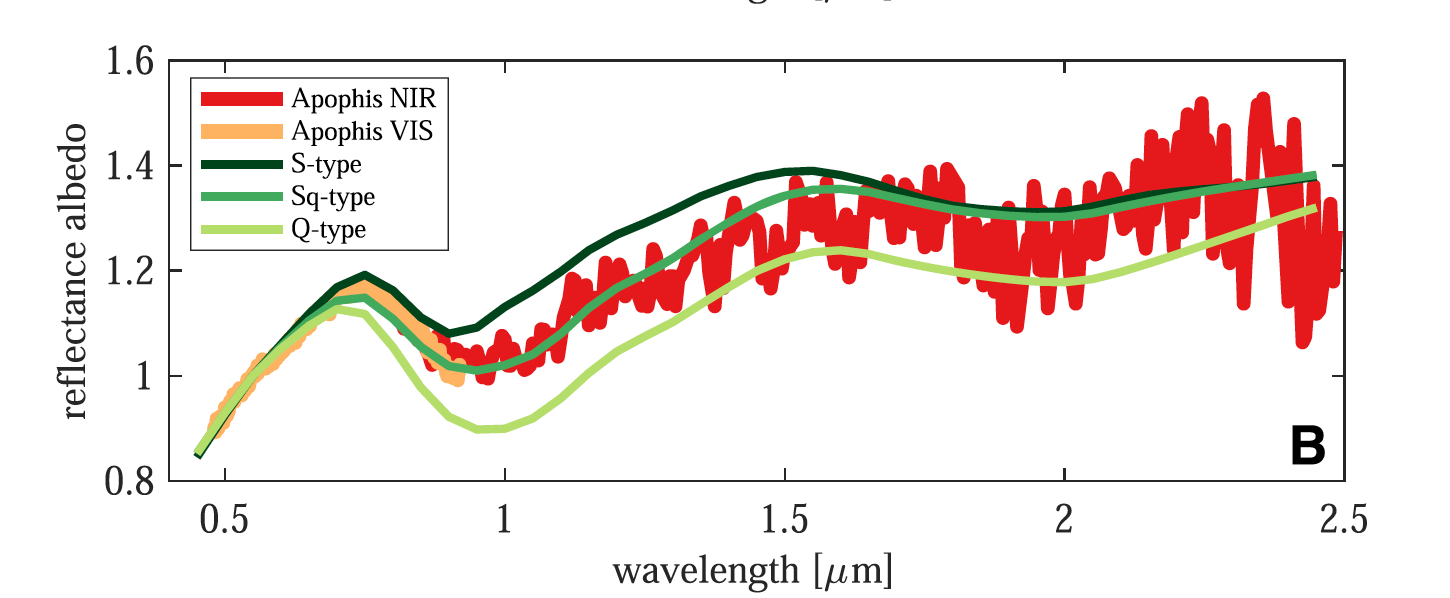 1.6
1.4
1.2
1
0.8
reflectance albedo
Apophis NIR
Apophis VIS
S-type
Sq-type
Q-type
B
0.5 1 1.5 2 2.5
wavelength [μm]